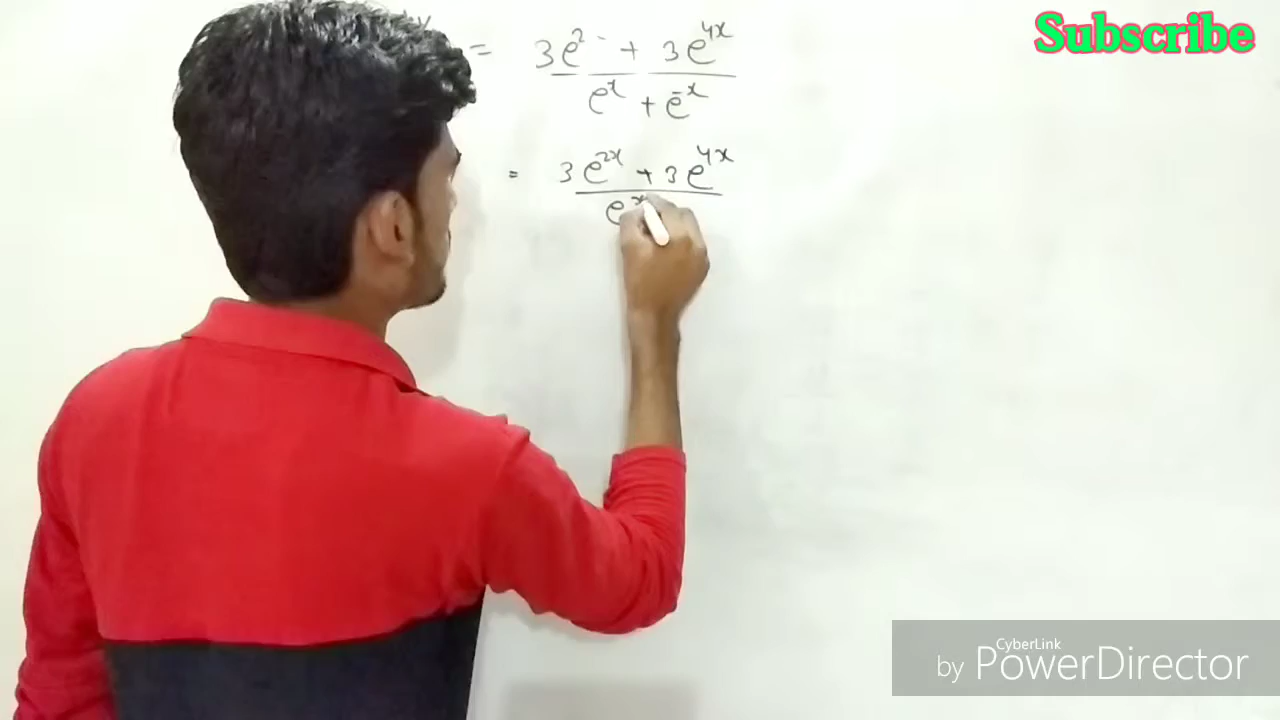 Subscribe
= 3e^2 + 3e^{4x} / e^x + e^{-x}
= 3e^{2x} + 3e^{4x} / e^x
CyberLink
by PowerDirector